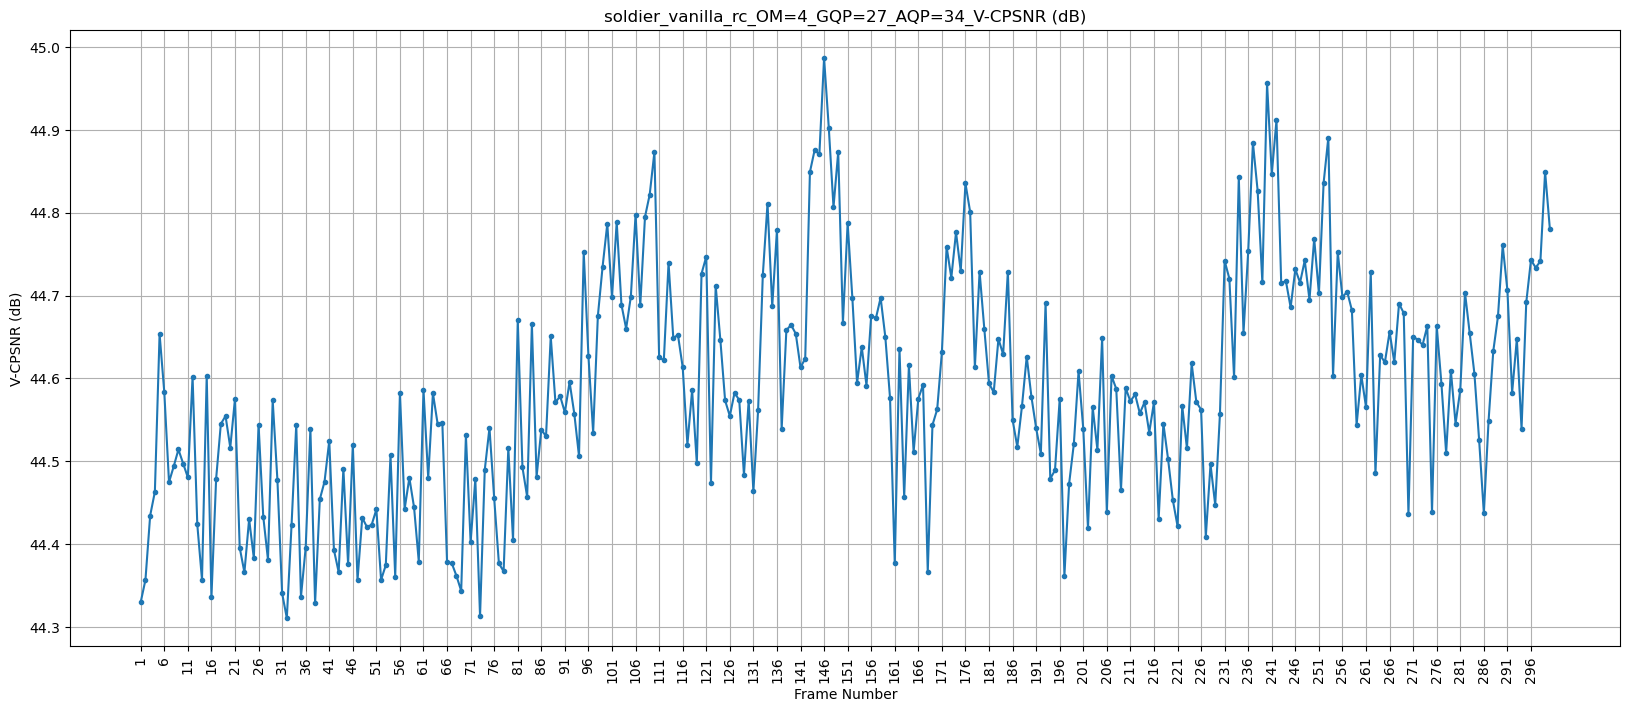 soldier_vanilla_rc_OM=4_GQP=27_AQP=34_V-CPSNR (dB)
45.0
44.9
44.8
44.7
44.6
44.5
44.4
44.3
V-CPSNR (dB)
1 6 11 16 21 26 31 36 41 46 51 56 61 66 71 76 81 86 91 96 101 106 111 116 121 126 131 136 141 146 151 156 161 166 171 176 181 186 191 196 201 206 211 216 221 226 231 236 241 246 251 256 261 266 271 276 281 286 291 296
Frame Number